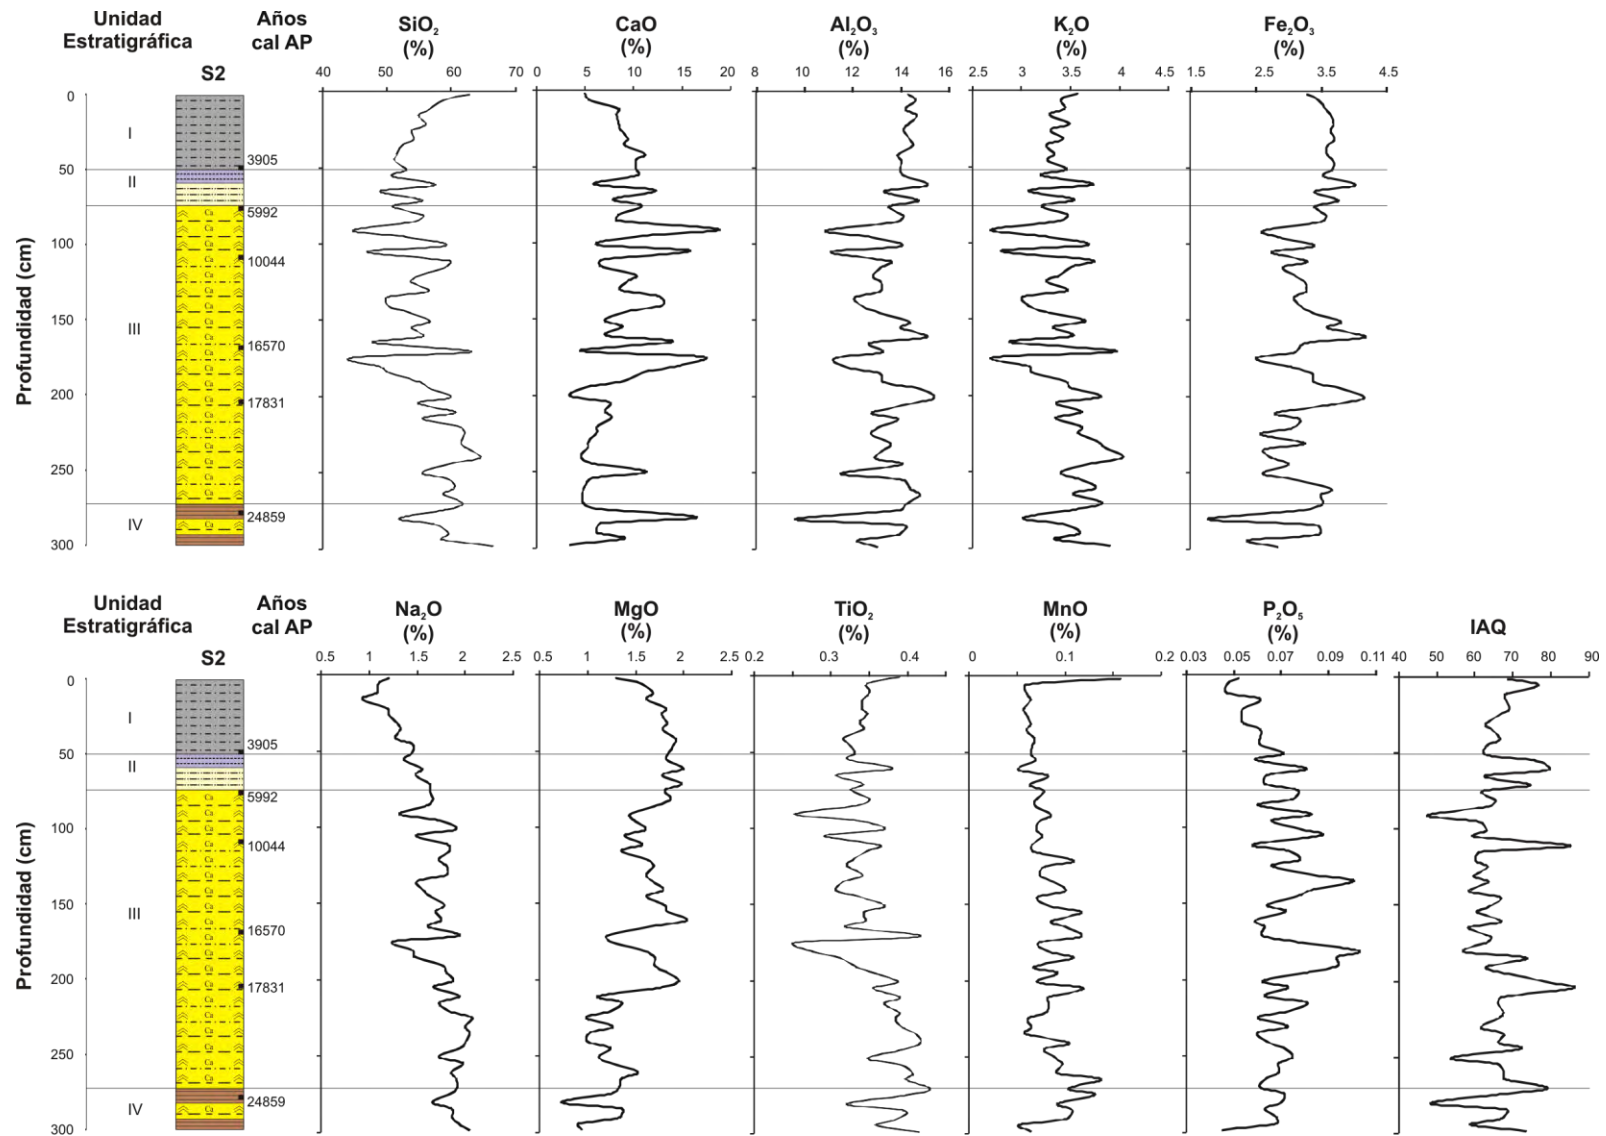 Unidad Estratigráfica
Años cal AP
S2
SiO₂ (%)
CaO (%)
Al₂O₃ (%)
K₂O (%)
Fe₂O₃ (%)
40 50 60 70
0 5 10 15 20
8 10 12 14 16
2.5 3 3.5 4 4.5
1.5 2.5 3.5 4.5
Profundidad (cm)
0
50
100
150
200
250
300
I
II
III
IV
Ca
3905
5992
10044
16570
17831
24859
Unidad Estratigráfica
Años cal AP
S2
Na₂O (%)
MgO (%)
TiO₂ (%)
MnO (%)
P₂O₅ (%)
IAQ
0.5 1 1.5 2 2.5
0.5 1 1.5 2 2.5
0.2 0.3 0.4
0 0.1 0.2
0.03 0.05 0.07 0.09 0.11
40 50 60 70 80 90
Profundidad (cm)
0
50
100
150
200
250
300
I
II
III
IV
Ca
3905
5992
10044
16570
17831
24859